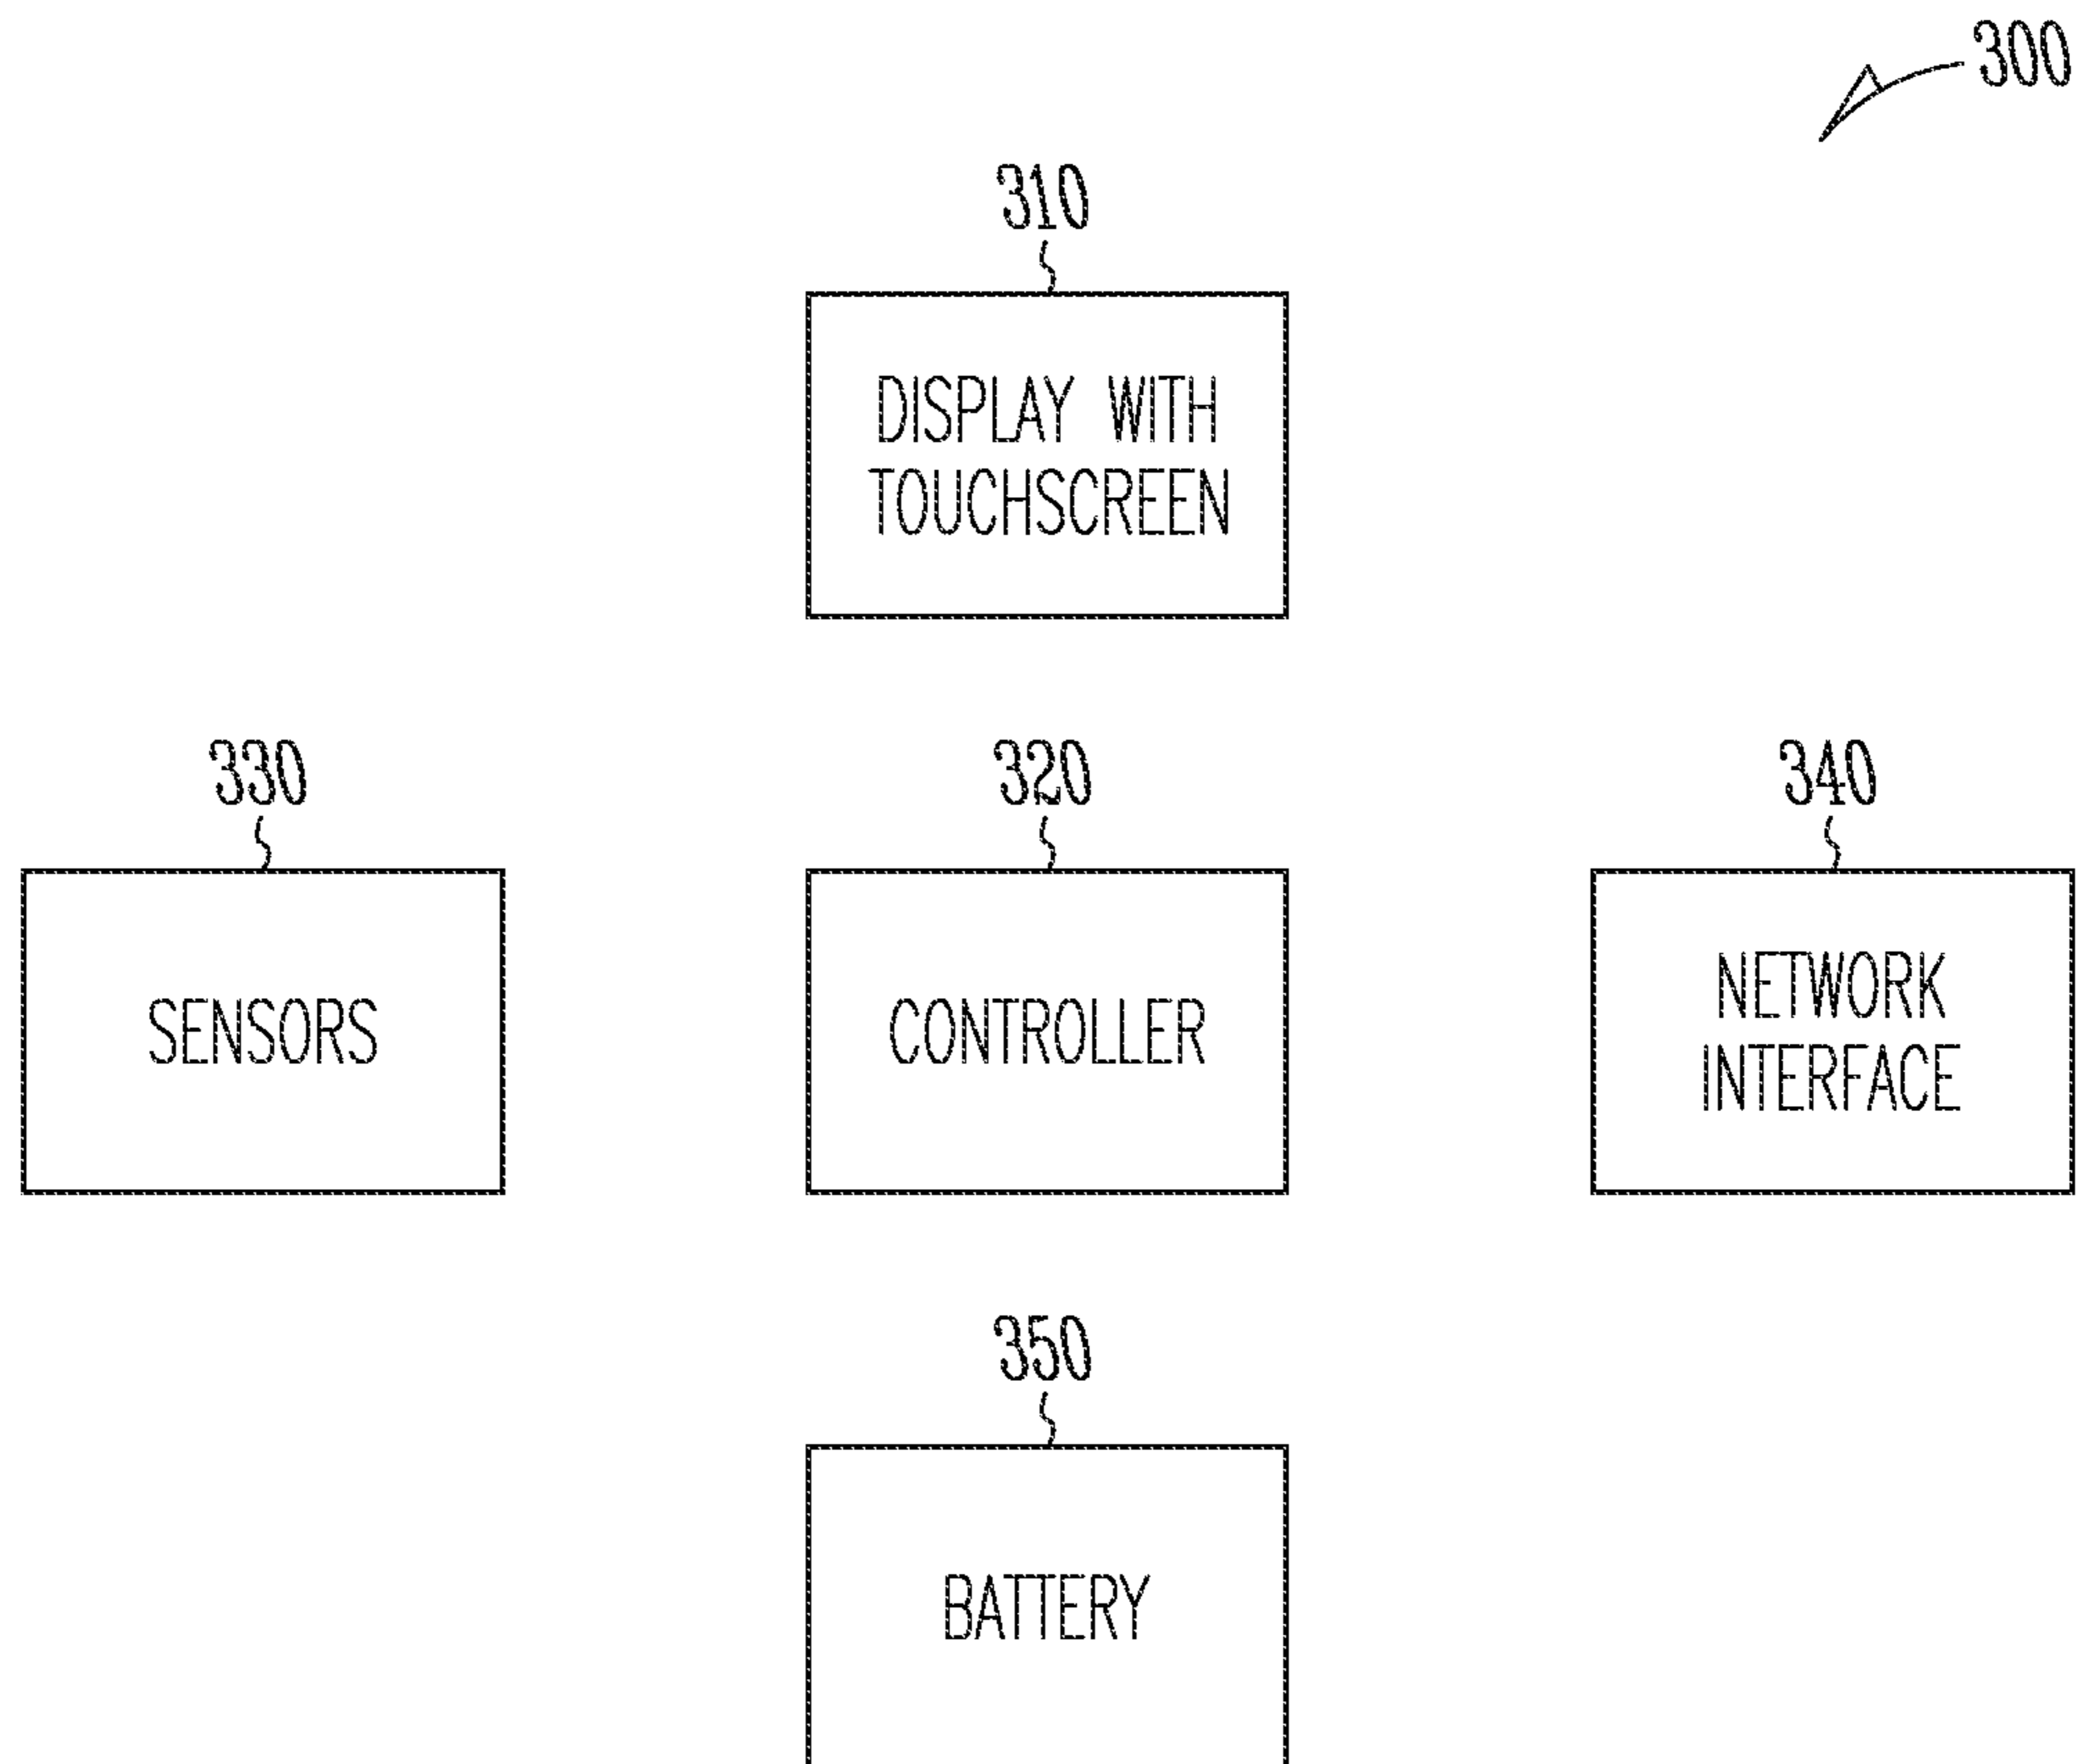 300
310
DISPLAY WITH
TOUCHSCREEN
330
320
340
SENSORS
CONTROLLER
NETWORK
INTERFACE
350
BATTERY